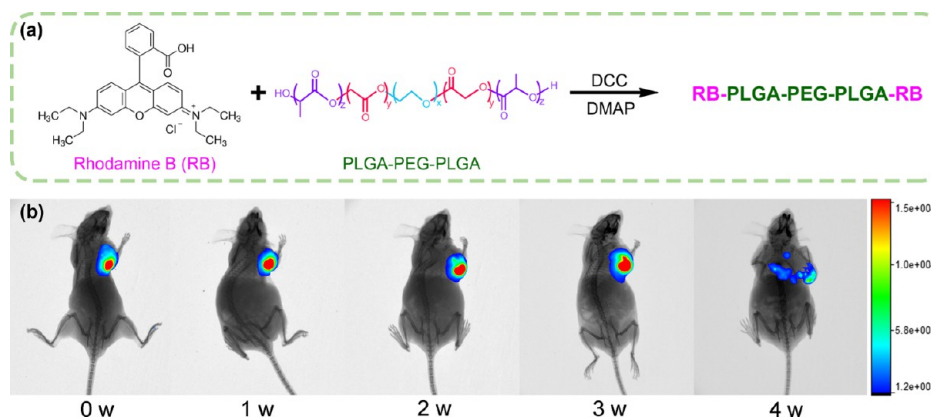 (a)
OH
O
H₃C
N
O
N⁺
CH₃
Cl⁻
CH₃
H₃C
Rhodamine B (RB)
+
HO
O
O
z
O
O
y
O
x
O
O
y
O
O
z
H
PLGA-PEG-PLGA
DCC
DMAP
RB-PLGA-PEG-PLGA-RB
(b)
1.5e+00
1.0e+00
5.8e+00
1.2e+00
0 w
1 w
2 w
3 w
4 w